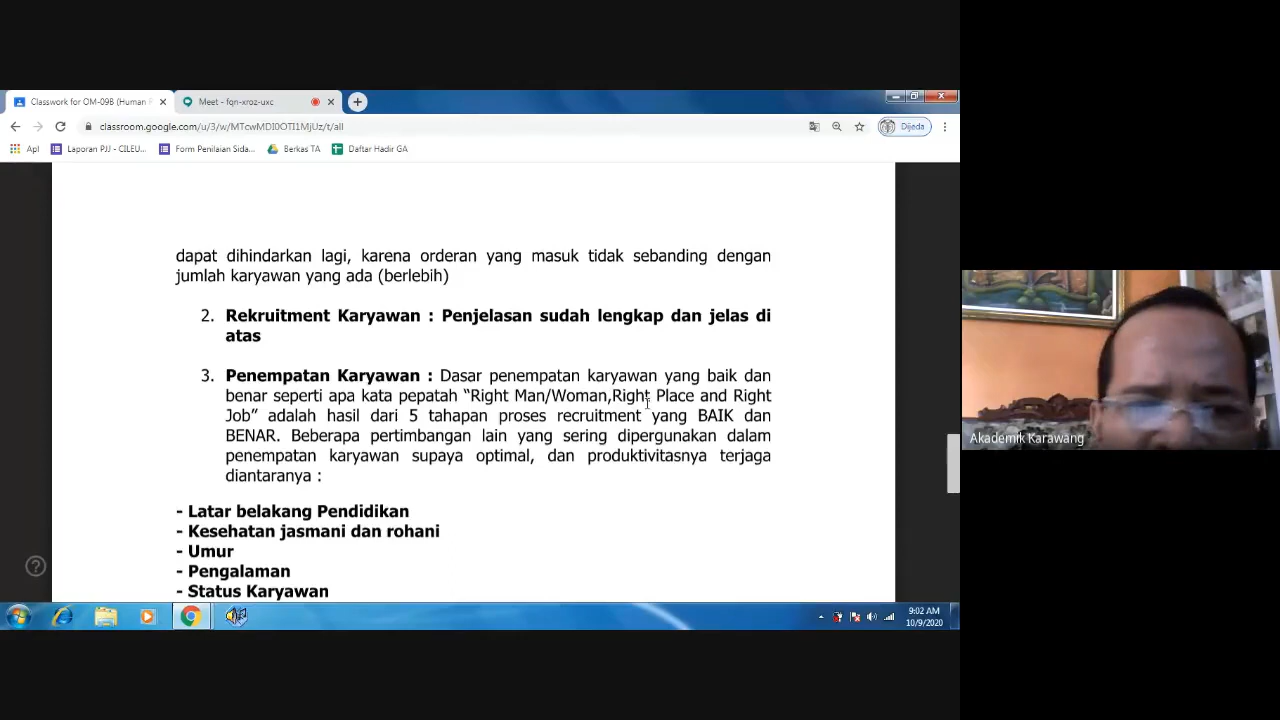 Classwork for OM-09B (Human
Meet - fqn-xroz-uxc
classroom.google.com/u/3/w/MTcwMDI0OTI1MjUz/t/all
Dijeda
Apl
Laporan PJJ - CILEU...
Form Penilaian Sida...
Berkas TA
Daftar Hadir GA
dapat dihindarkan lagi, karena orderan yang masuk tidak sebanding dengan
jumlah karyawan yang ada (berlebih)
2. Rekruitment Karyawan : Penjelasan sudah lengkap dan jelas di
atas
3. Penempatan Karyawan : Dasar penempatan karyawan yang baik dan
benar seperti apa kata pepatah “Right Man/Woman,Right Place and Right
Job” adalah hasil dari 5 tahapan proses recruitment yang BAIK dan
BENAR. Beberapa pertimbangan lain yang sering dipergunakan dalam
penempatan karyawan supaya optimal, dan produktivitasnya terjaga
diantaranya :
- Latar belakang Pendidikan
- Kesehatan jasmani dan rohani
- Umur
- Pengalaman
- Status Karyawan
Akademik Karawang
9:02 AM
10/9/2020